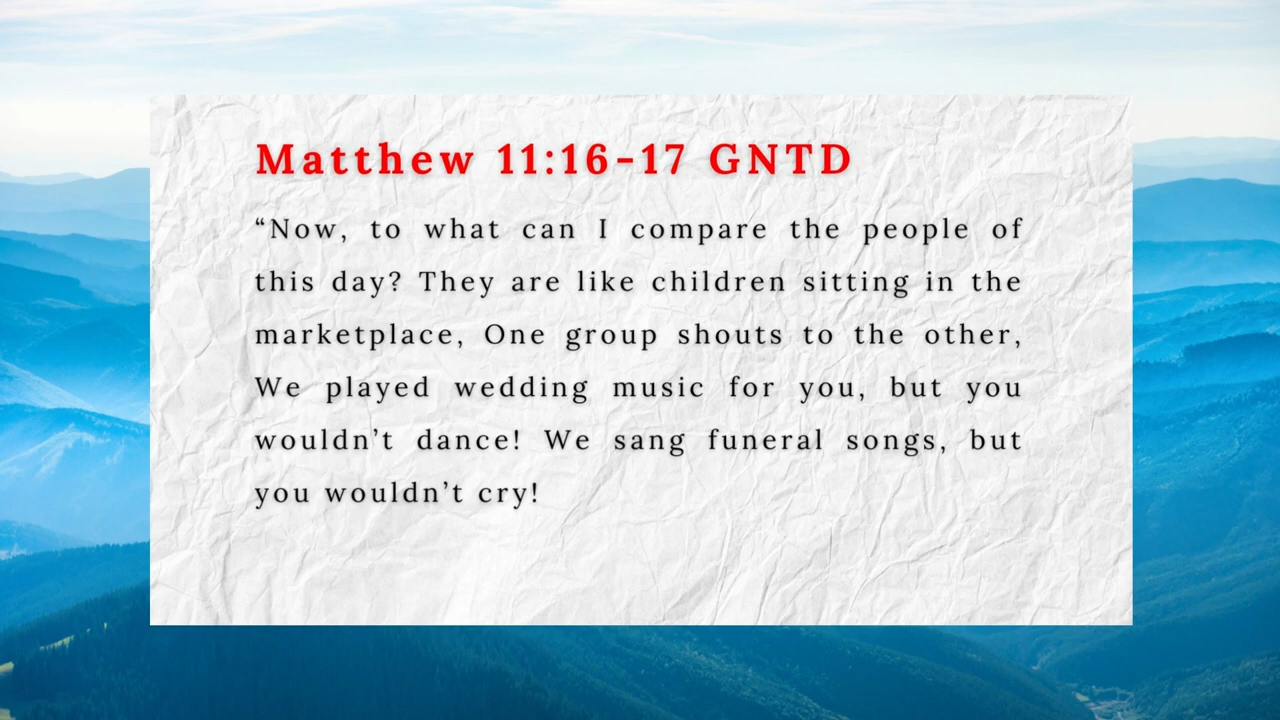 Matthew 11:16-17 GNTD
“Now, to what can I compare the people of
this day? They are like children sitting in the
marketplace, One group shouts to the other,
We played wedding music for you, but you
wouldn’t dance! We sang funeral songs, but
you wouldn’t cry!